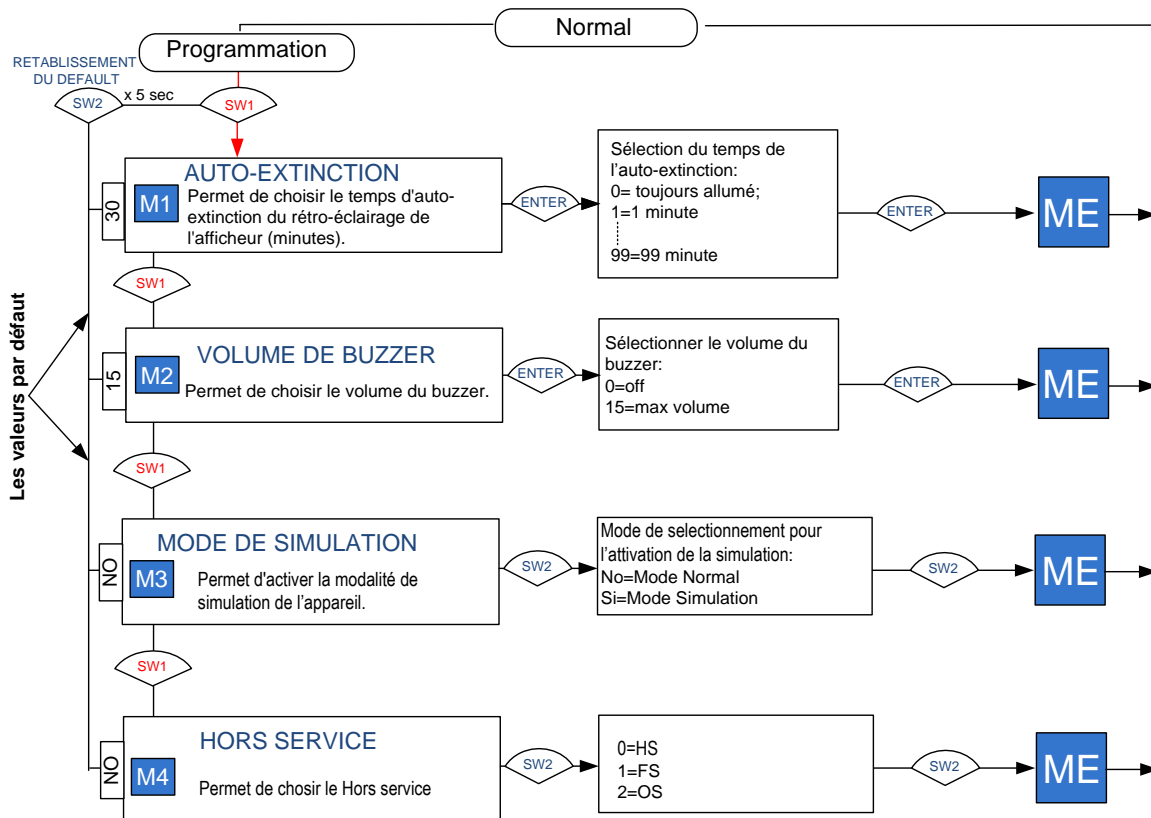 Normal
Programmation
RETABLISSEMENT
DU DEFAULT
SW2
x 5 sec
SW1
Les valeurs par défaut
30
M1
AUTO-EXTINCTION
Permet de choisir le temps d'auto-
extinction du rétro-éclairage de
l'afficheur (minutes).
ENTER
Sélection du temps de
l'auto-extinction:
0= toujours allumé;
1=1 minute
99=99 minute
ENTER
ME
SW1
15
M2
VOLUME DE BUZZER
Permet de choisir le volume du buzzer.
ENTER
Sélectionner le volume du
buzzer:
0=off
15=max volume
ENTER
ME
SW1
NO
M3
MODE DE SIMULATION
Permet d'activer la modalité de
simulation de l'appareil.
SW2
Mode de selectionnement pour
l'attivation de la simulation:
No=Mode Normal
Si=Mode Simulation
SW2
ME
SW1
NO
M4
HORS SERVICE
Permet de chosir le Hors service
SW2
0=HS
1=FS
2=OS
SW2
ME